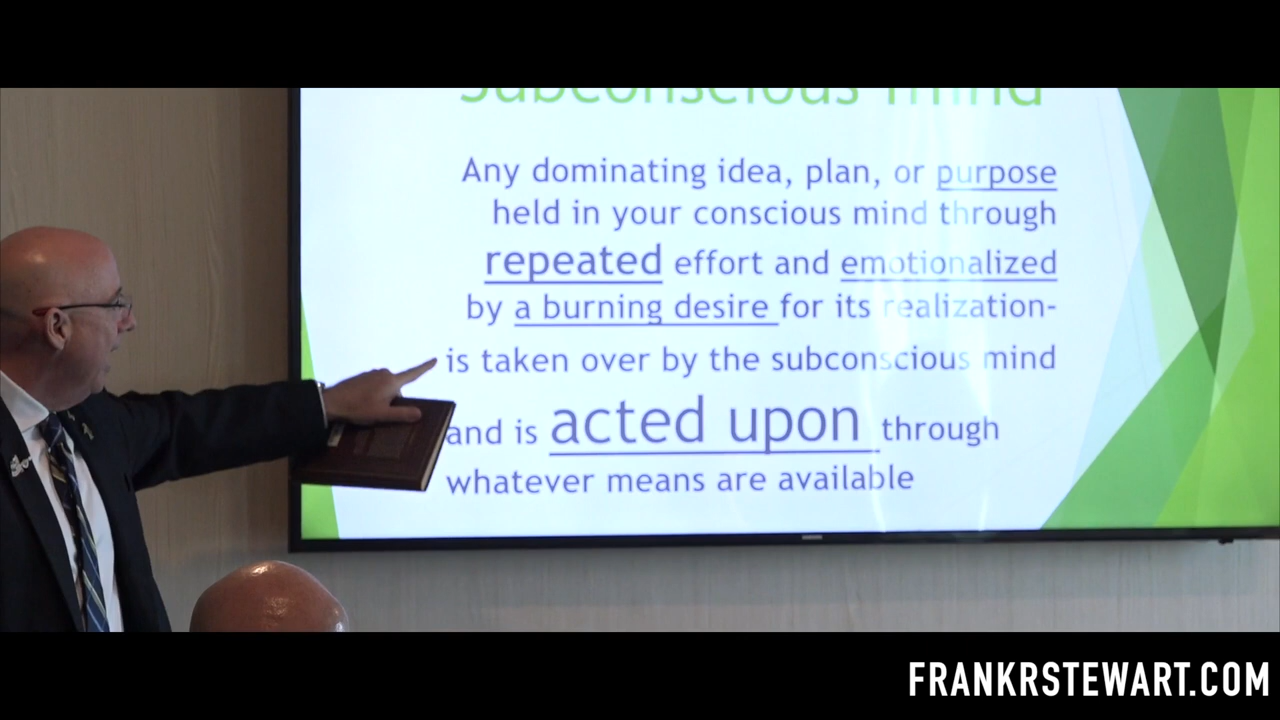 Subconscious mind
Any dominating idea, plan, or purpose
held in your conscious mind through
repeated effort and emotionalized
by a burning desire for its realization-
is taken over by the subconscious mind
and is acted upon through
whatever means are available
FRANKRSTEWART.COM